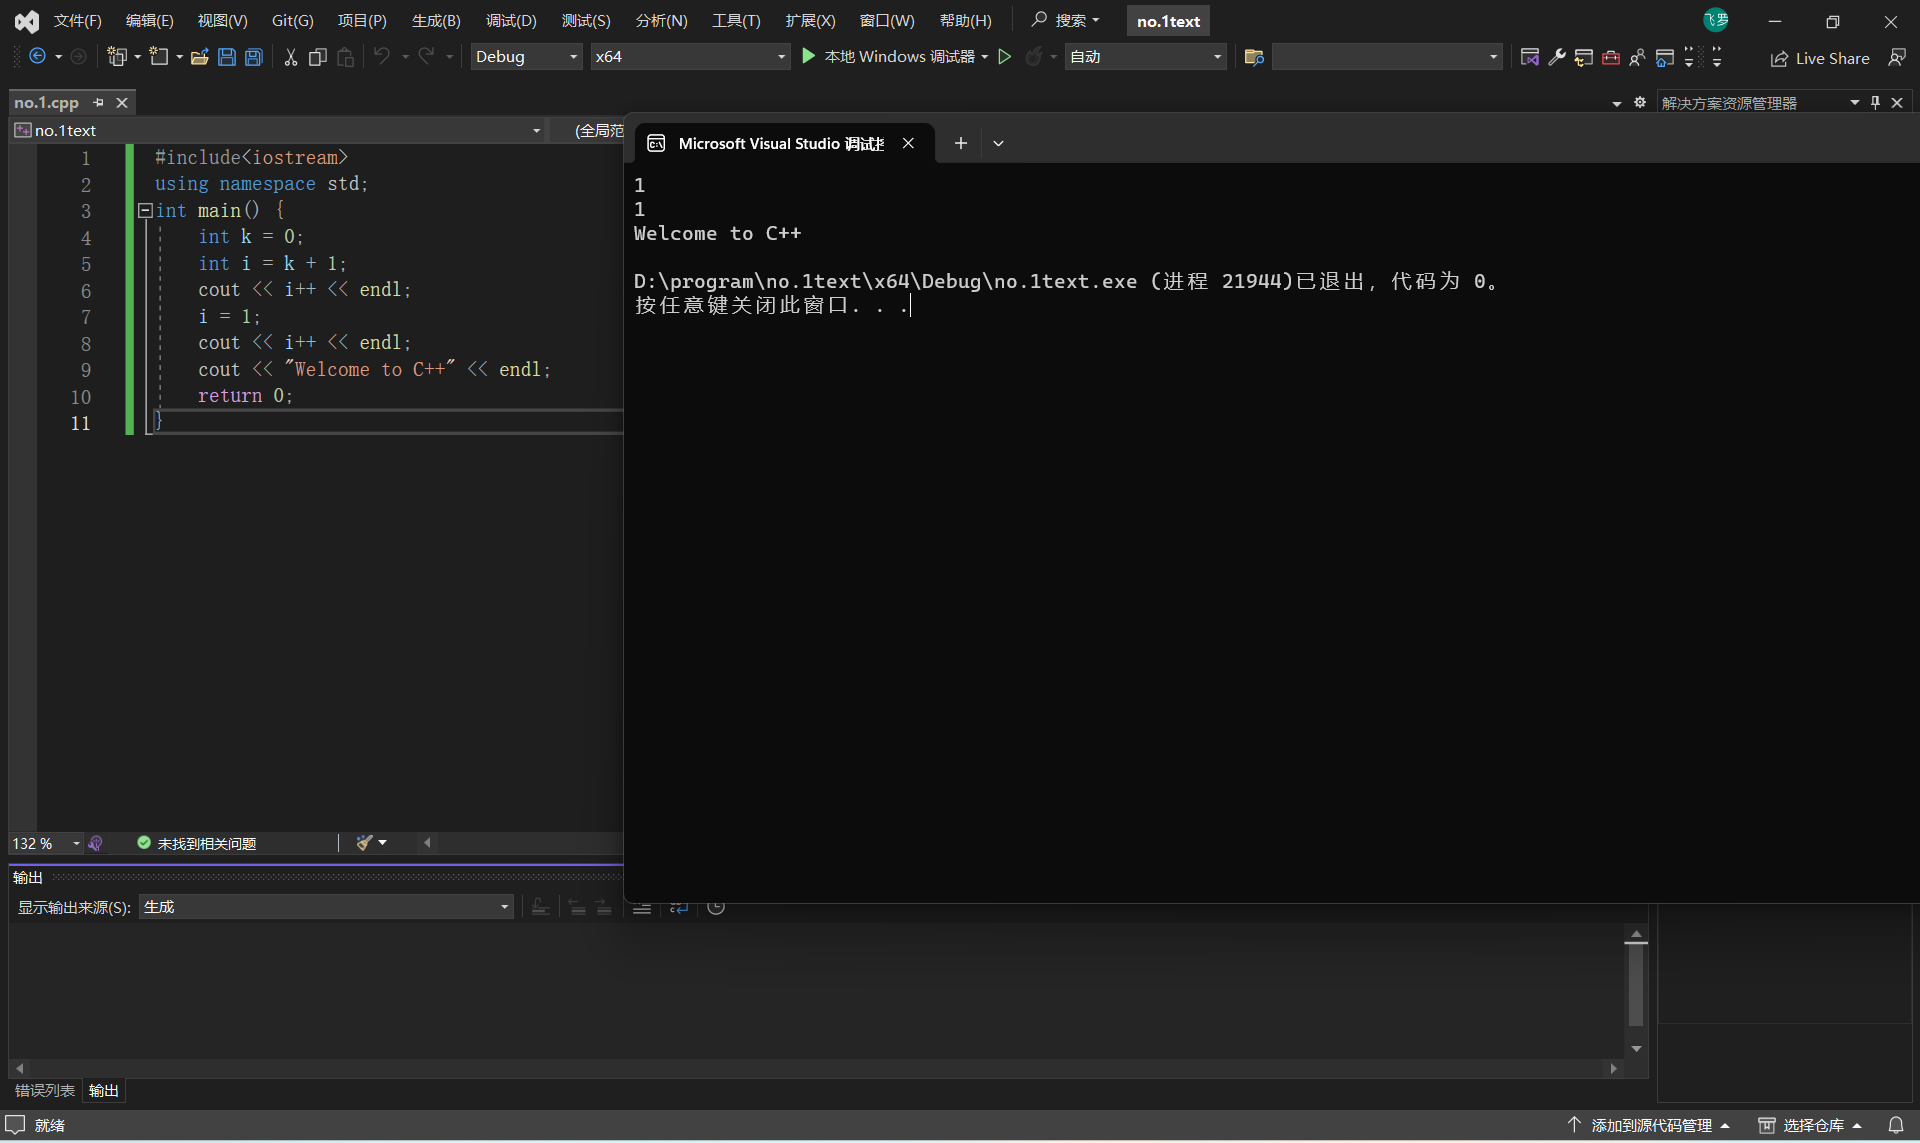 文件(F) 编辑(E) 视图(V) Git(G) 项目(P) 生成(B) 调试(D) 测试(S) 分析(N) 工具(T) 扩展(X) 窗口(W) 帮助(H) 搜索 no.1text 飞罗
Debug x64 本地 Windows 调试器 自动 Live Share
no.1.cpp 解决方案资源管理器
no.1text (全局范
Microsoft Visual Studio 调试
1 #include<iostream>
2 using namespace std;
3 int main() {
4 int k = 0;
5 int i = k + 1;
6 cout << i++ << endl;
7 i = 1;
8 cout << i++ << endl;
9 cout << "Welcome to C++" << endl;
10 return 0;
11 }
1
1
Welcome to C++
D:\program\no.1text\x64\Debug\no.1text.exe (进程 21944)已退出，代码为 0。
按任意键关闭此窗口. . .
132 % 未找到相关问题
输出
显示输出来源(S): 生成
错误列表 输出
就绪 添加到源代码管理 选择仓库